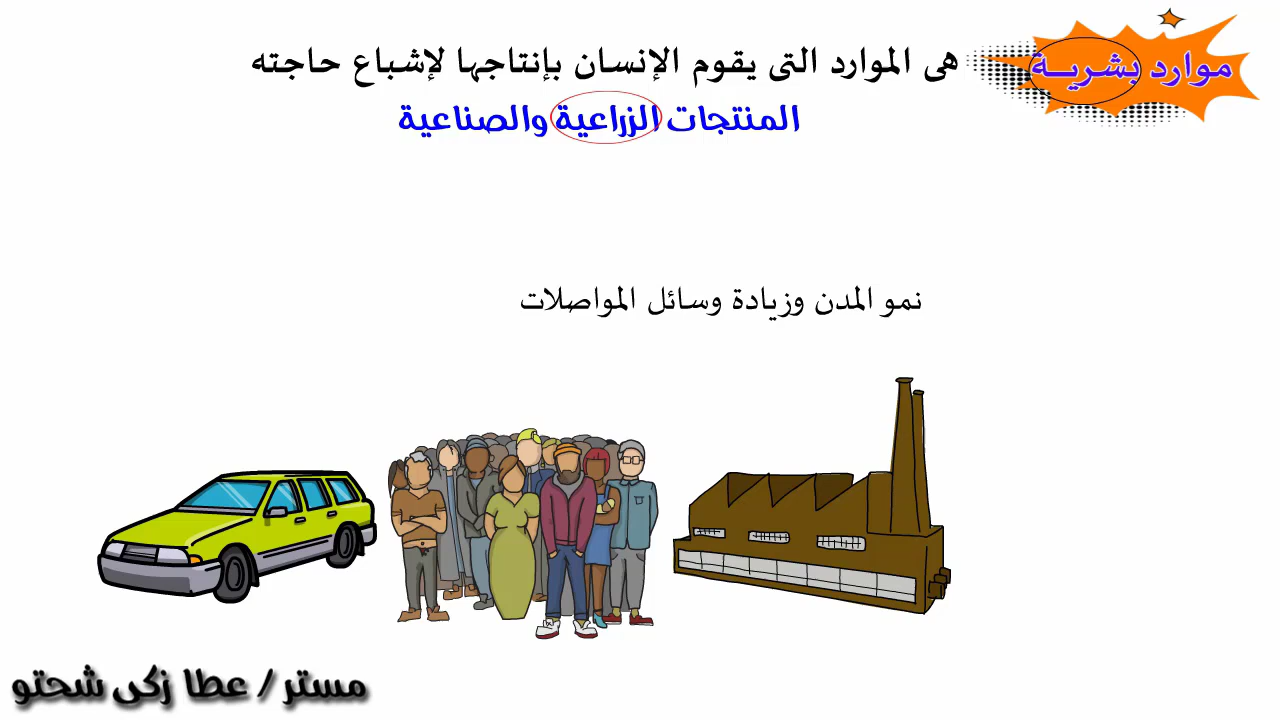 موارد بشرية
هى الموارد التى يقوم الإنسان بإنتاجها لإشباع حاجته
المنتجات الزراعية والصناعية
نمو المدن وزيادة وسائل المواصلات
مستر / عطا زكى شحتو